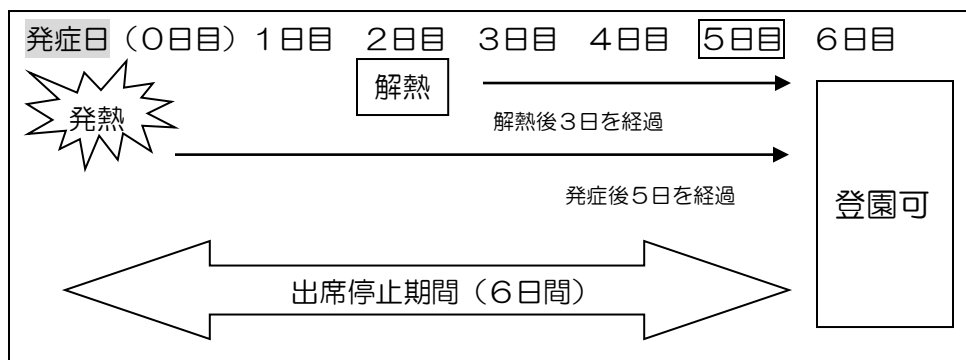 発症日（０日目）１日目　２日目　３日目　４日目　５日目　６日目
解熱
発熱
解熱後３日を経過
発症後５日を経過
登園可
出席停止期間（６日間）